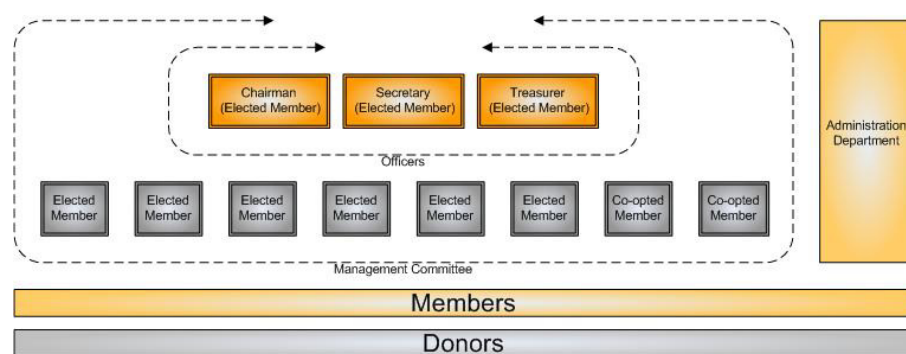 Chairman
(Elected Member)
Secretary
(Elected Member)
Treasurer
(Elected Member)
Administration
Department
Officers
Elected
Member
Elected
Member
Elected
Member
Elected
Member
Elected
Member
Elected
Member
Co-opted
Member
Co-opted
Member
Management Committee
Members
Donors